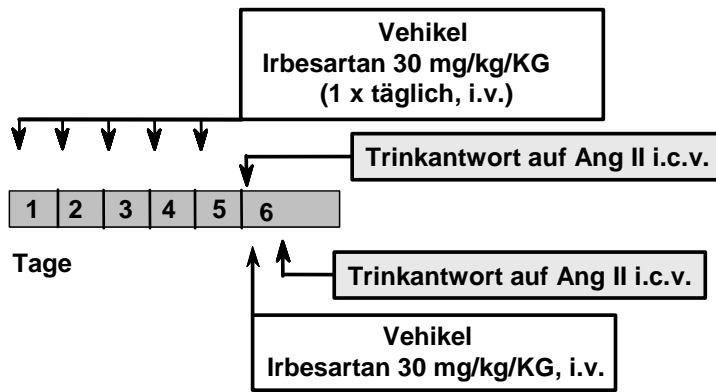 Vehikel
Irbesartan 30 mg/kg/KG
(1 x täglich, i.v.)
Trinkantwort auf Ang II i.c.v.
1 2 3 4 5 6
Tage
Trinkantwort auf Ang II i.c.v.
Vehikel
Irbesartan 30 mg/kg/KG, i.v.